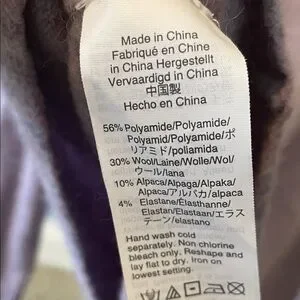 Made in China
Fabriqué en Chine
in China Hergestellt
Vervaardigd in China
中国製
Hecho en China
56% Polyamide/Polyamide/
Polyamid/Polyamide/ポ
リアミド/poliamida
30% Wool/Laine/Wolle/Wol/
ウール/lana
10% Alpaca/Alpaga/Alpaka/
Alpaca/アルパカ/alpaca
4% Elastane/Élasthanne/
Elastan/Elastaan/エラス
テーン/elastano
Hand wash cold
separately. Non chlorine
bleach only. Reshape and
lay flat to dry. Iron on
lowest setting.